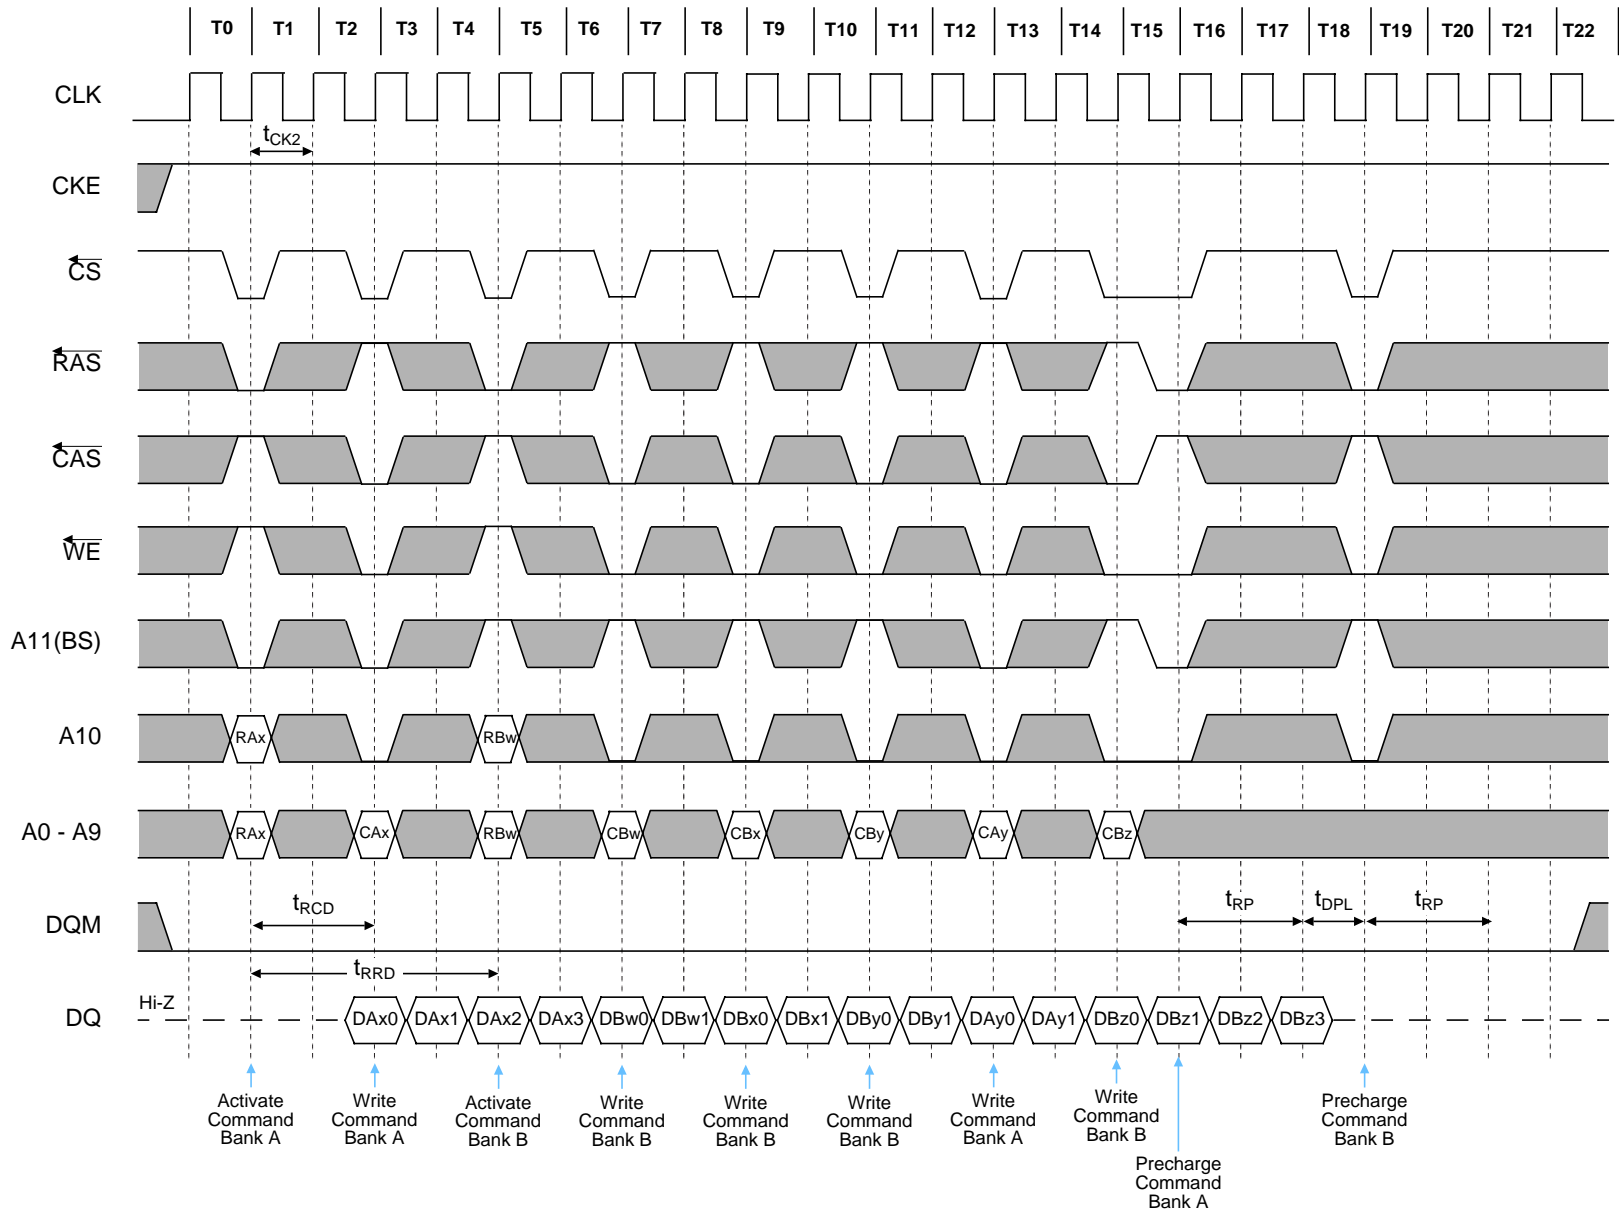 T0 T1 T2 T3 T4 T5 T6 T7 T8 T9 T10 T11 T12 T13 T14 T15 T16 T17 T18 T19 T20 T21 T22
CLK
tCK2
CKE
CS
RAS
CAS
WE
A11(BS)
A10 RAx RBw
A0 - A9 RAx CAx RBw CBw CBx CBy CAy CBz
tRCD tRP tDPL tRP
DQM
tRRD
Hi-Z
DQ DAx0 DAx1 DAx2 DAx3 DBw0 DBw1 DBx0 DBx1 DBy0 DBy1 DAy0 DAy1 DBz0 DBz1 DBz2 DBz3
Activate
Command
Bank A
Write
Command
Bank A
Activate
Command
Bank B
Write
Command
Bank B
Write
Command
Bank B
Write
Command
Bank B
Write
Command
Bank A
Write
Command
Bank B
Precharge
Command
Bank A
Precharge
Command
Bank B